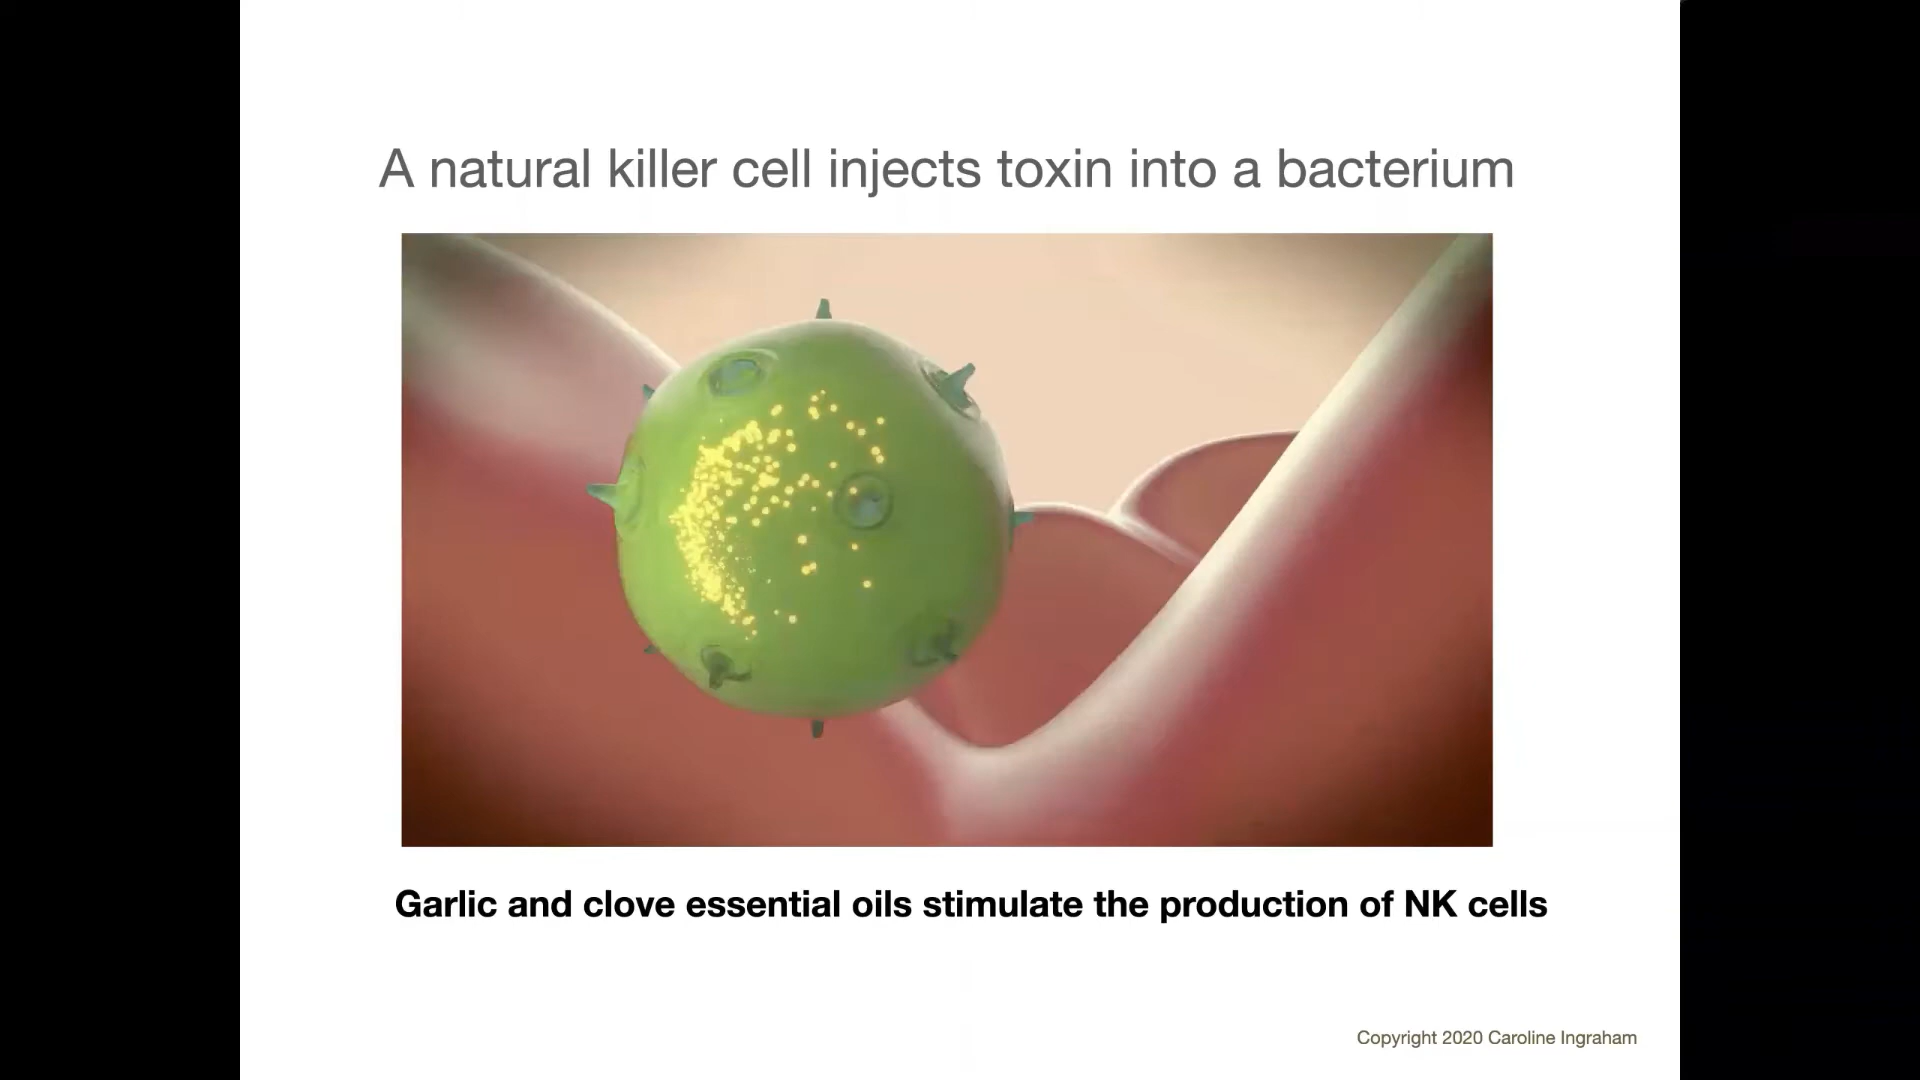 A natural killer cell injects toxin into a bacterium
Garlic and clove essential oils stimulate the production of NK cells
Copyright 2020 Caroline Ingraham